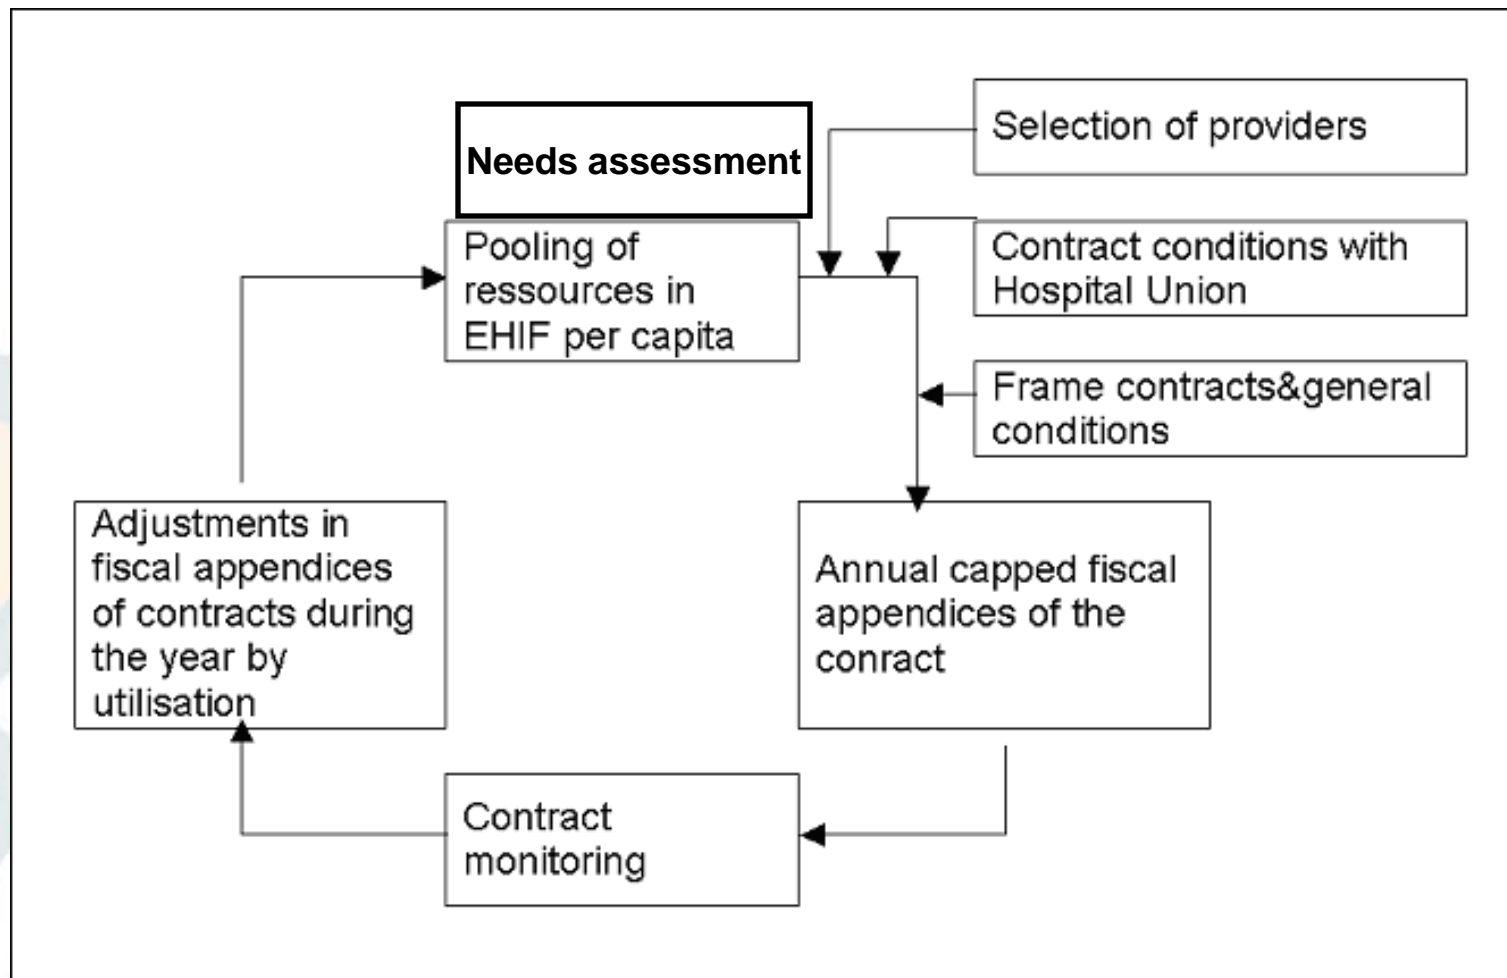 Needs assessment
Selection of providers
Pooling of
ressources in
EHIF per capita
Contract conditions with
Hospital Union
Frame contracts&general
conditions
Adjustments in
fiscal appendices
of contracts during
the year by
utilisation
Annual capped fiscal
appendices of the
conract
Contract
monitoring